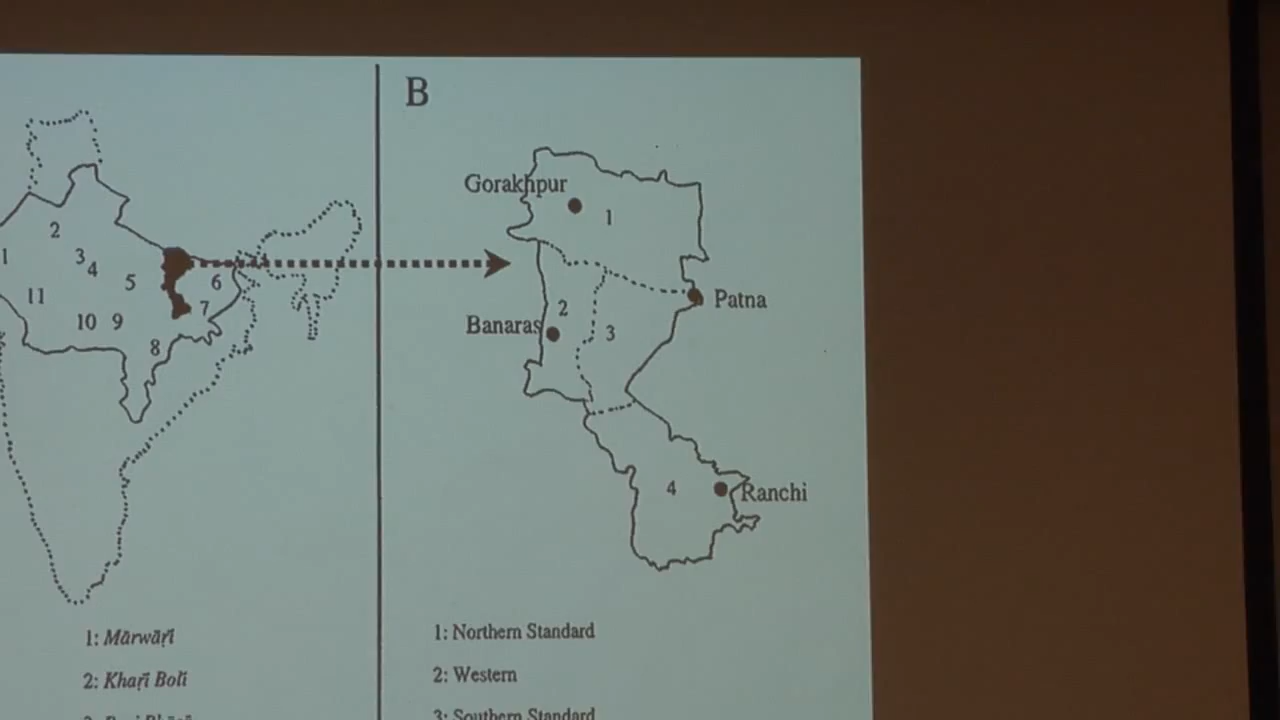 B
Gorakhpur
1
2
3
4
1
5
6
11
7
Patna
10
9
2
Banaras
3
8
4
Ranchi
1: Mārwāṛī
2: Khaṛī Bolī
1: Northern Standard
2: Western
3: Southern Standard